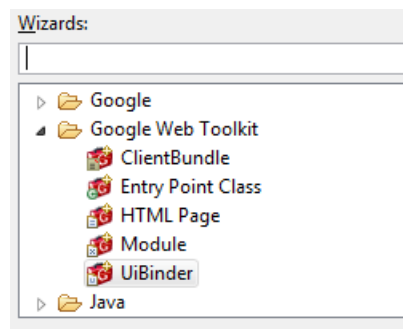 Wizards:
Google
Google Web Toolkit
ClientBundle
Entry Point Class
HTML Page
Module
UiBinder
Java